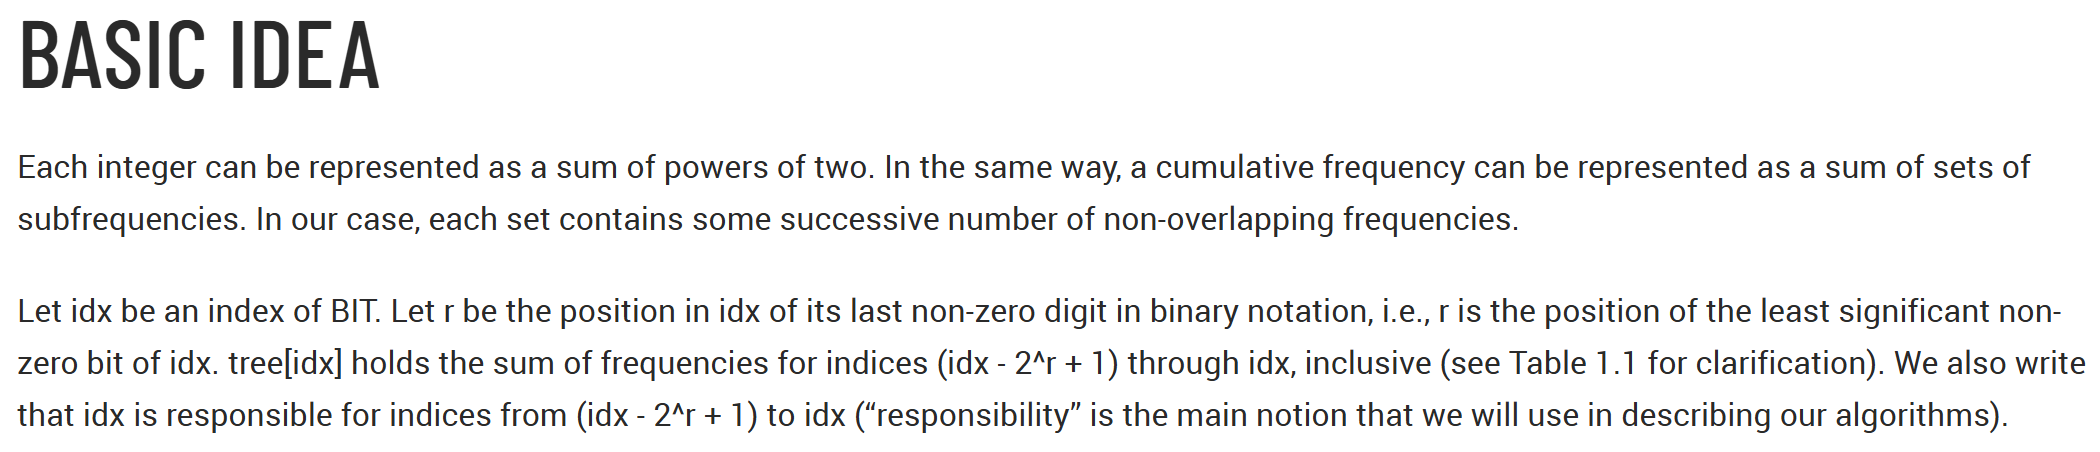 BASIC IDEA
Each integer can be represented as a sum of powers of two. In the same way, a cumulative frequency can be represented as a sum of sets of
subfrequencies. In our case, each set contains some successive number of non-overlapping frequencies.
Let idx be an index of BIT. Let r be the position in idx of its last non-zero digit in binary notation, i.e., r is the position of the least significant non-
zero bit of idx. tree[idx] holds the sum of frequencies for indices (idx - 2^r + 1) through idx, inclusive (see Table 1.1 for clarification). We also write
that idx is responsible for indices from (idx - 2^r + 1) to idx (“responsibility” is the main notion that we will use in describing our algorithms).